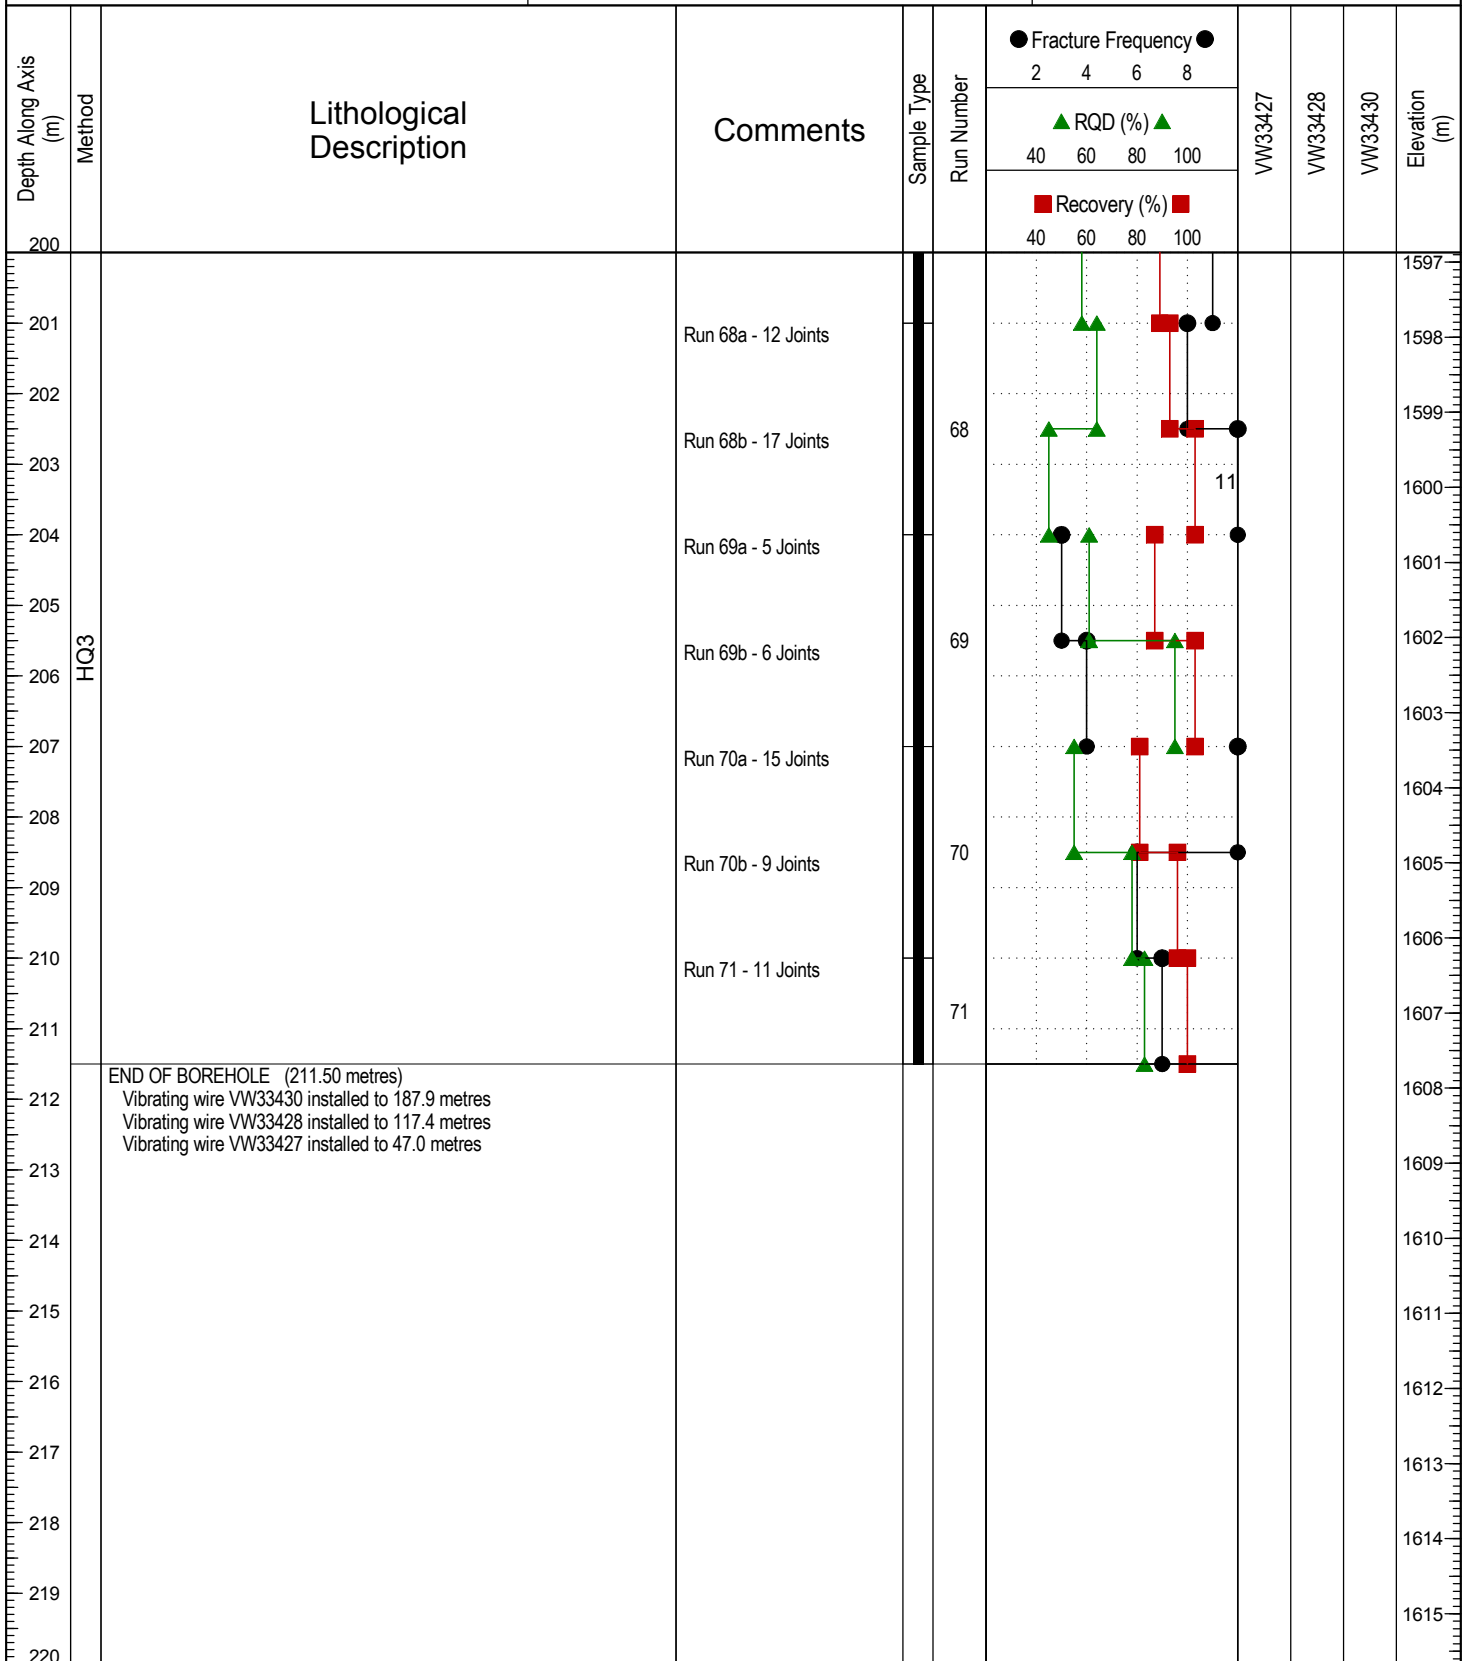 Depth Along Axis
(m)
Method
Lithological
Description
Comments
Sample Type
Run Number
Fracture Frequency
2 4 6 8
RQD (%)
40 60 80 100
Recovery (%)
40 60 80 100
VW33427
VW33428
VW33430
Elevation
(m)
200
1597
201
Run 68a - 12 Joints
1598
202
1599
Run 68b - 17 Joints
68
203
11
1600
204
Run 69a - 5 Joints
1601
205
HQ3
Run 69b - 6 Joints
69
1602
206
1603
207
Run 70a - 15 Joints
1604
208
Run 70b - 9 Joints
70
1605
209
1606
210
Run 71 - 11 Joints
71
1607
211
END OF BOREHOLE (211.50 metres)
1608
212
Vibrating wire VW33430 installed to 187.9 metres
Vibrating wire VW33428 installed to 117.4 metres
Vibrating wire VW33427 installed to 47.0 metres
213
1609
214
1610
215
1611
216
1612
217
1613
218
1614
219
1615
220